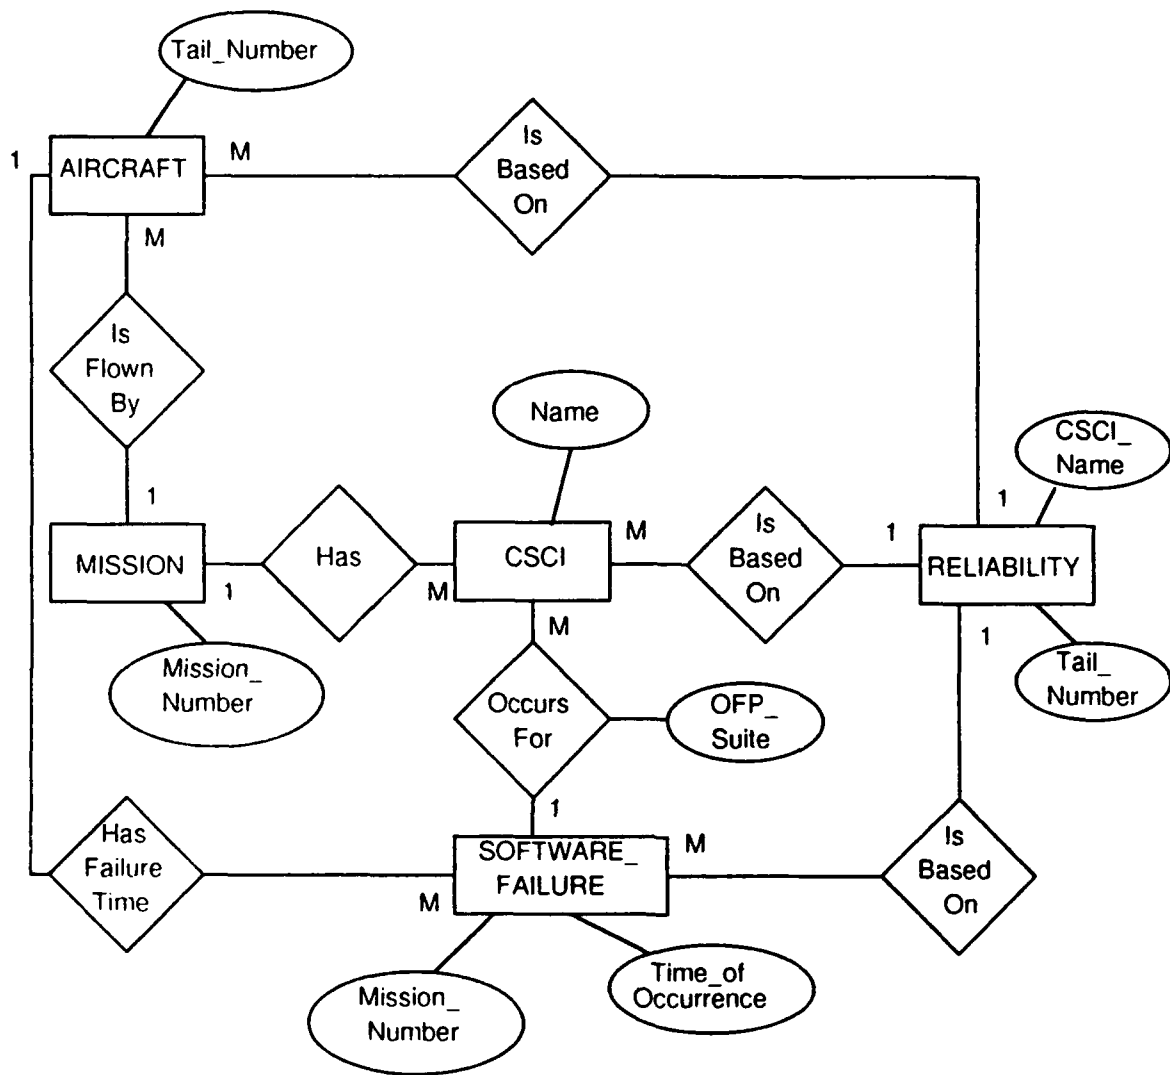 Tail_Number
1
AIRCRAFT
M
Is
Based
On
M
Is
Flown
By
Name
CSCI_
Name
1
1
MISSION
1
Has
M
CSCI
M
Is
Based
On
1
RELIABILITY
M
1
Mission_
Number
Occurs
For
OFP_
Suite
Tail_
Number
1
Has
Failure
Time
M
SOFTWARE_
FAILURE
M
Is
Based
On
Mission_
Number
Time_of
Occurrence